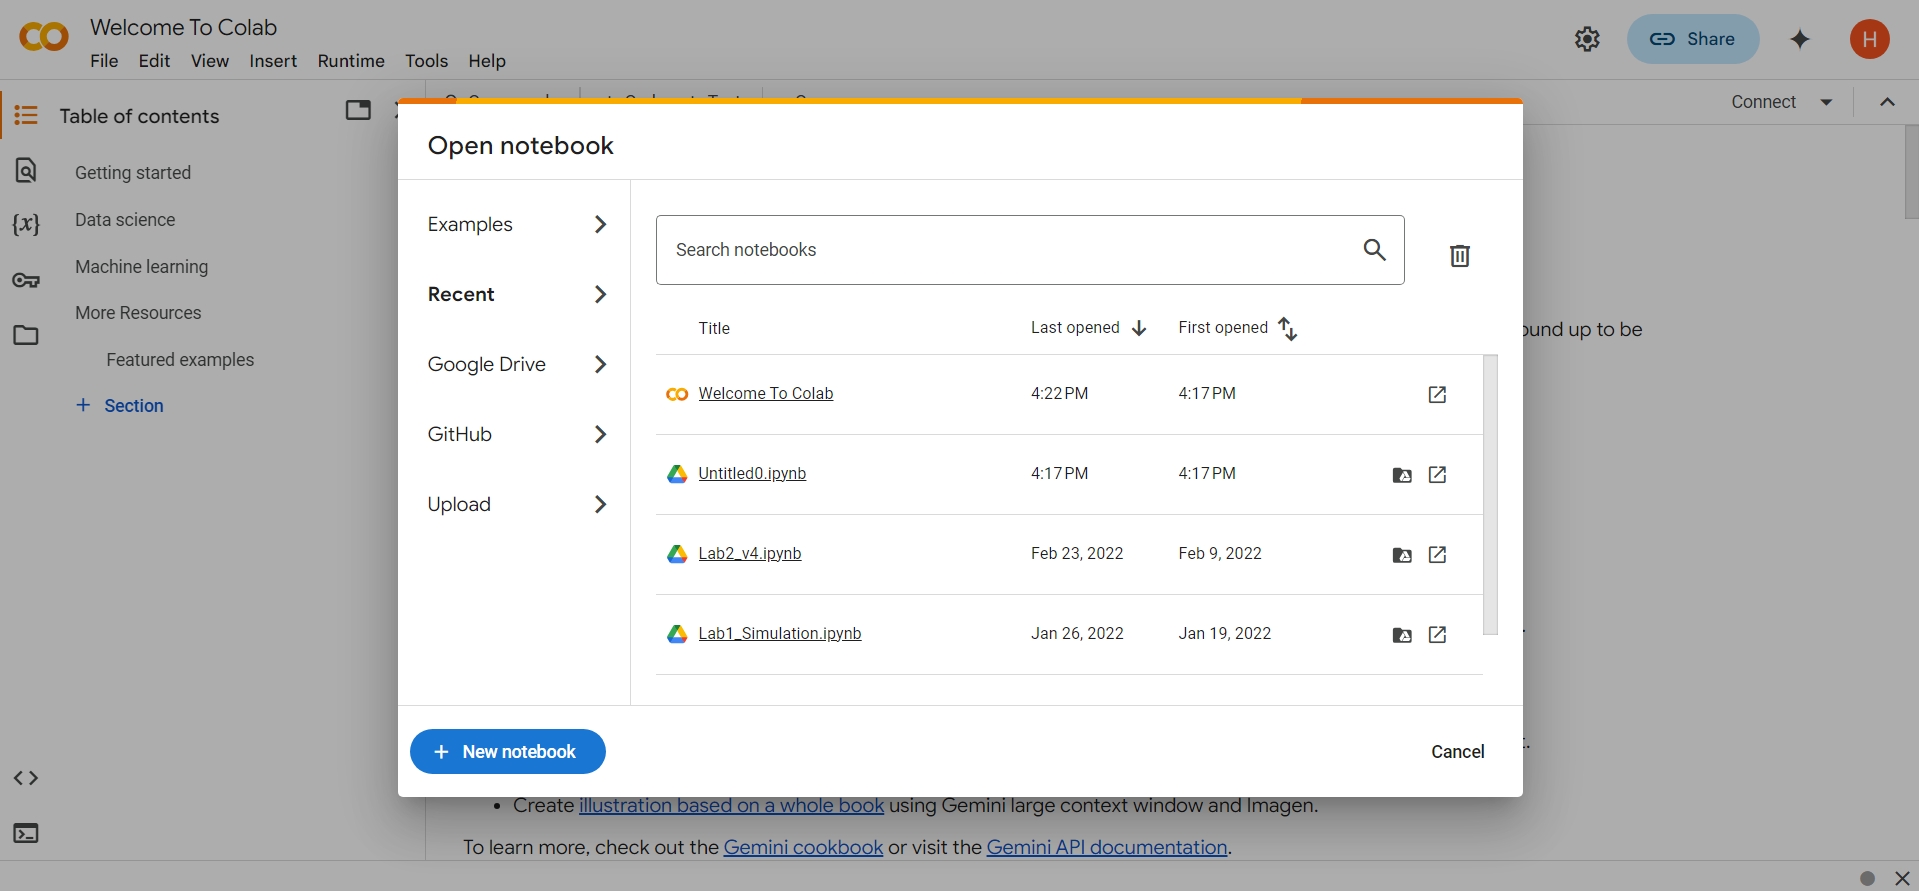 Welcome To Colab
File Edit View Insert Runtime Tools Help
Share
H
Table of contents
Connect
Getting started
Data science
Machine learning
More Resources
Featured examples
+ Section
Open notebook
Examples
Recent
Google Drive
GitHub
Upload
Search notebooks
Title Last opened First opened
Welcome To Colab 4:22 PM 4:17 PM
Untitled0.ipynb 4:17 PM 4:17 PM
Lab2_v4.ipynb Feb 23, 2022 Feb 9, 2022
Lab1_Simulation.ipynb Jan 26, 2022 Jan 19, 2022
+ New notebook
Cancel
up to be
• Create illustration based on a whole book using Gemini large context window and Imagen.
To learn more, check out the Gemini cookbook or visit the Gemini API documentation.